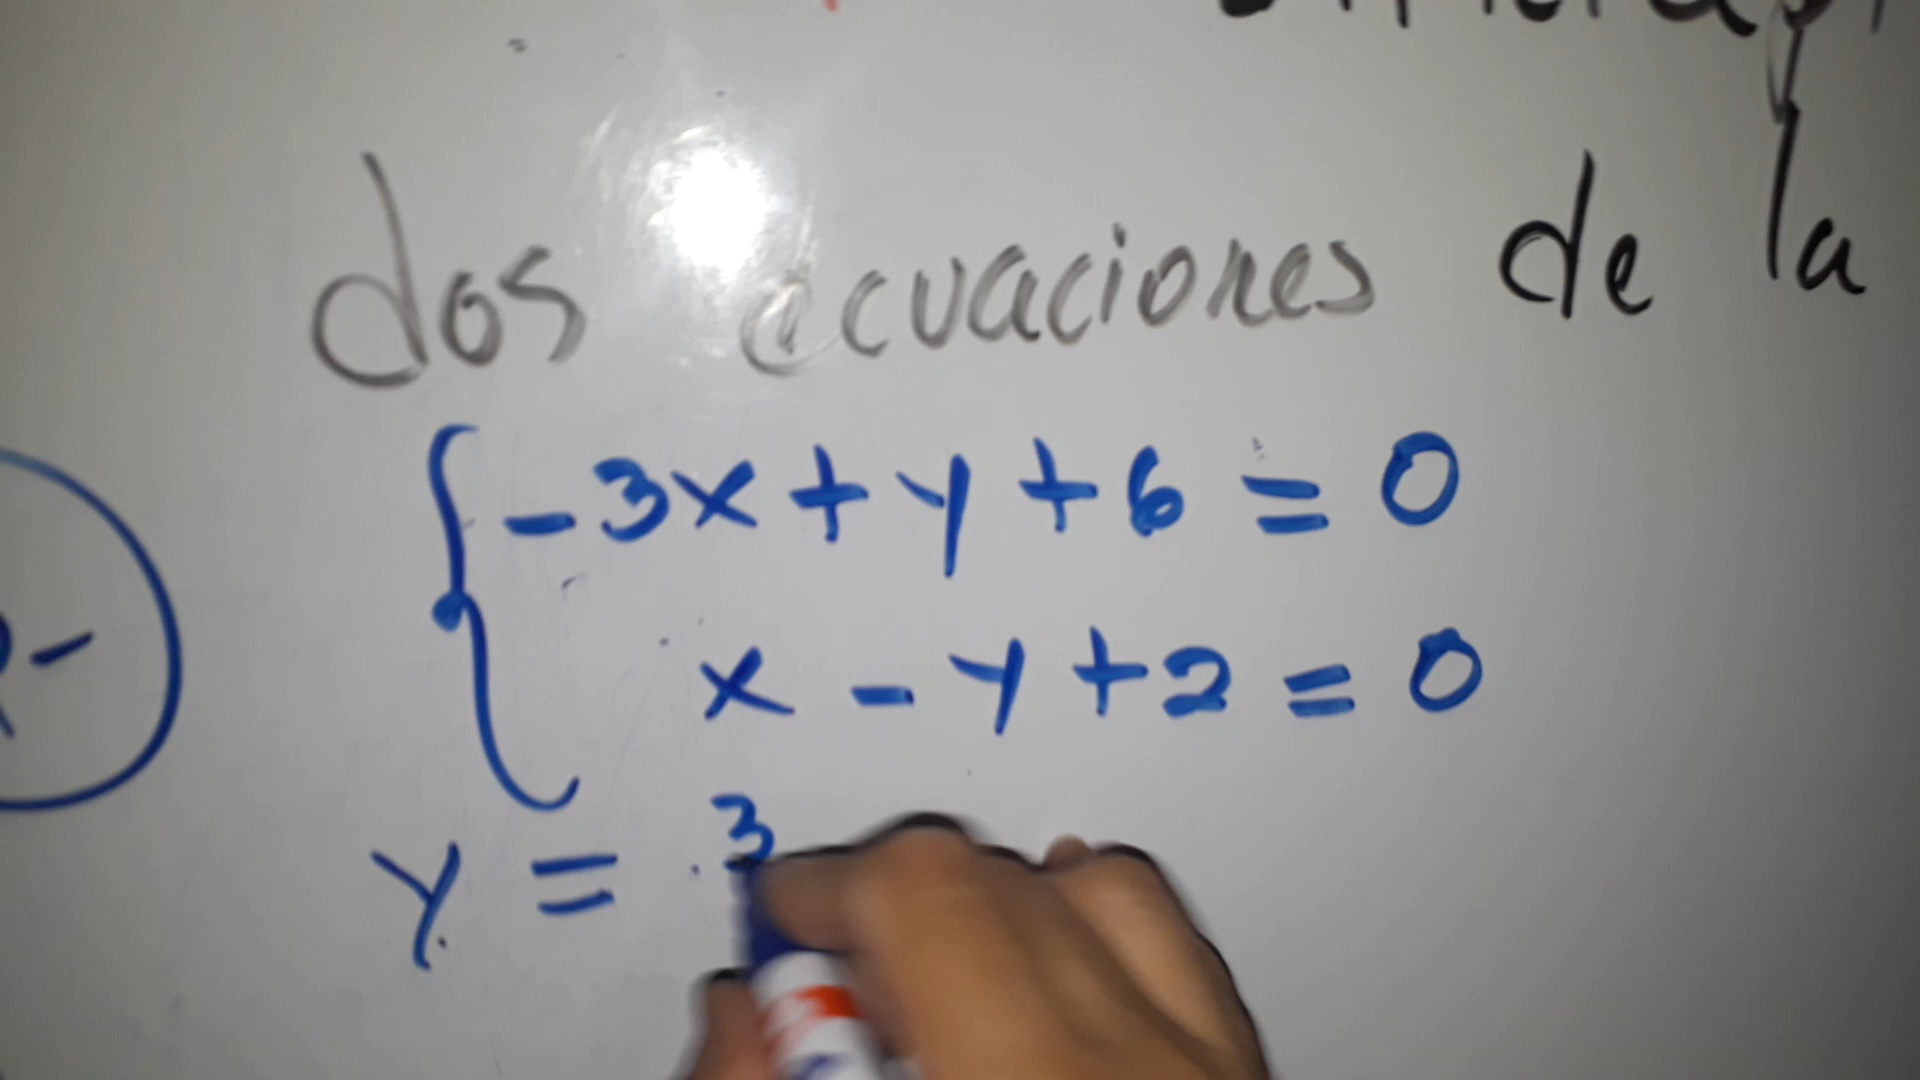 dos ecuaciones de la
-3x + y + 6 = 0
x - y + 2 = 0
y = 3